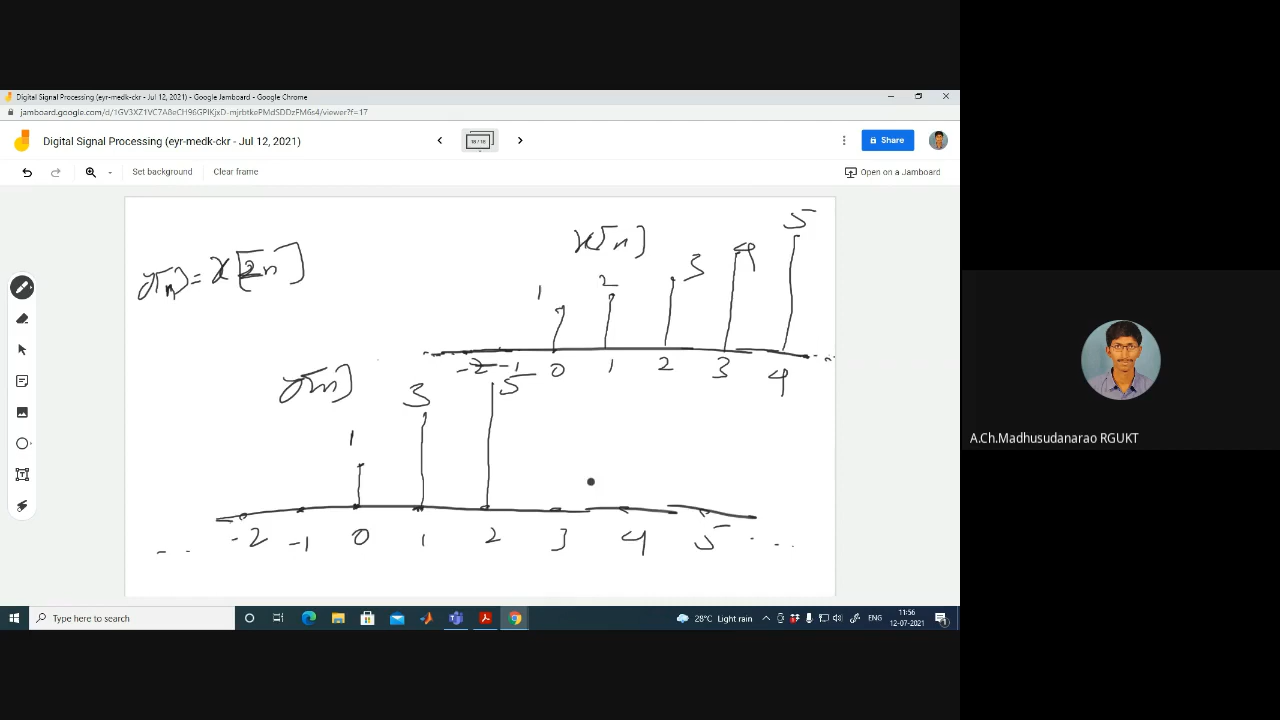 Digital Signal Processing (eyr-medk-ckr - Jul 12, 2021) - Google Jamboard - Google Chrome
Digital Signal Processing (eyr-medk-ckr - Jul 12, 2021)
18 / 18
Share
Set background
Clear frame
Open on a Jamboard
y[n] = x[2n]
x[n]
1 2 3 4 5
-2 -1 0 1 2 3 4
y[n]
1 3 5
-2 -1 0 1 2 3 4 5
... ...
A.Ch.Madhusudanarao RGUKT
Type here to search
28°C Light rain
ENG
11:56
12-07-2021